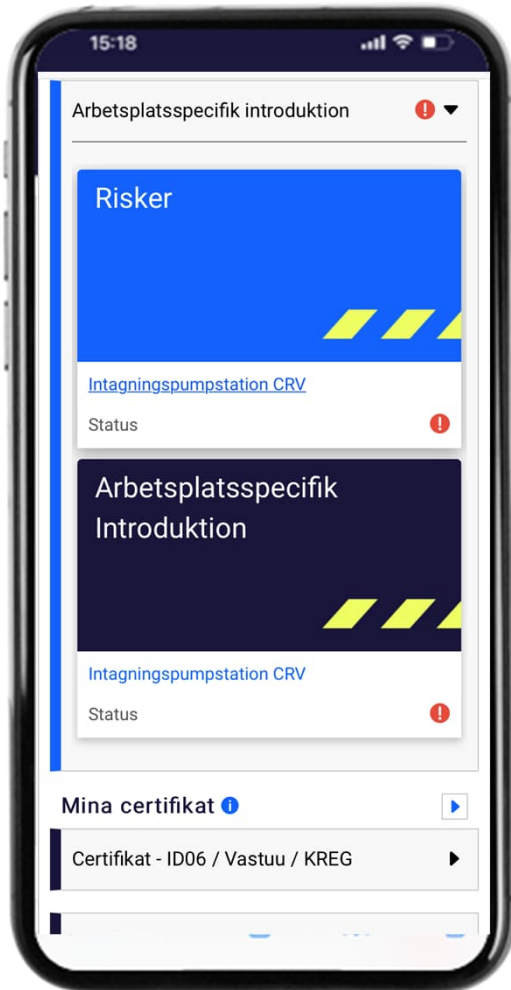 15:18
Arbetsplatsspecifik introduktion
Risker
Intagningspumpstation CRV
Status
Arbetsplatsspecifik
Introduktion
Intagningspumpstation CRV
Status
Mina certifikat
Certifikat - ID06 / Vastuu / KREG